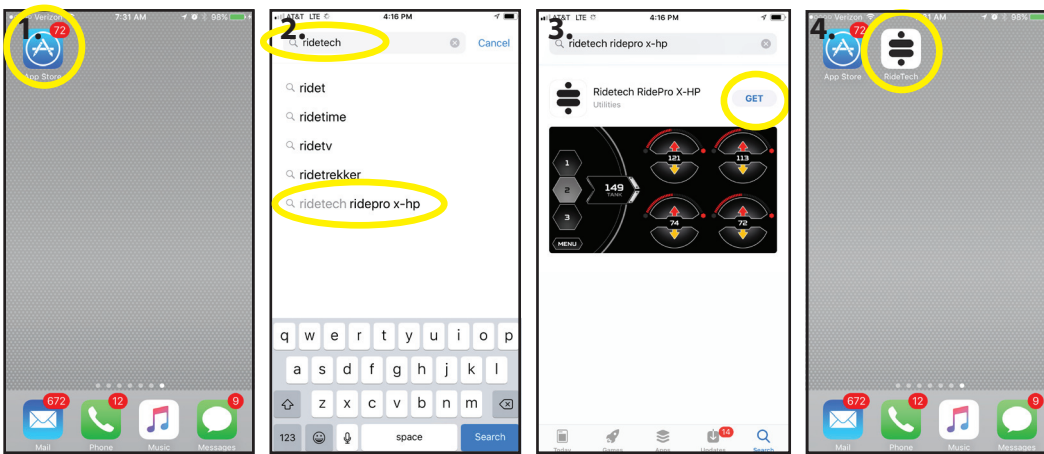 1.
Verizon 7:31 AM 98%
72
App Store
672
12
9
Mail Phone Music Messages
2.
AT&T LTE 4:16 PM
ridetech
Cancel
ridet
ridetime
ridetv
ridetrekker
ridetech ridepro x-hp
q w e r t y u i o p
a s d f g h j k l
z x c v b n m
123 space Search
3.
AT&T LTE 4:16 PM
ridetech ridepro x-hp
Ridetech RidePro X-HP
Utilities
GET
1
2
3
MENU
149
TANK
121
113
74
72
14
Today Games Apps Updates Search
4.
Verizon AM 98%
72
App Store
RideTech
672
12
9
Mail Phone Music Messages